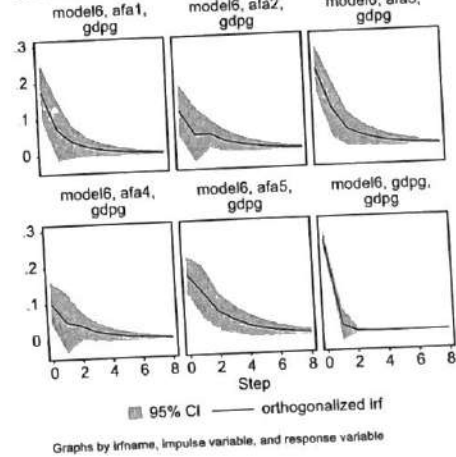 model6, afa1, gdpg
model6, afa2, gdpg
model6, afa3, gdpg
.3
.2
.1
0
model6, afa4, gdpg
model6, afa5, gdpg
model6, gdpg, gdpg
.3
.2
.1
0
0 2 4 6 8 0 2 4 6 8 0 2 4 6 8
Step
95% CI orthogonalized irf
Graphs by irfname, impulse variable, and response variable